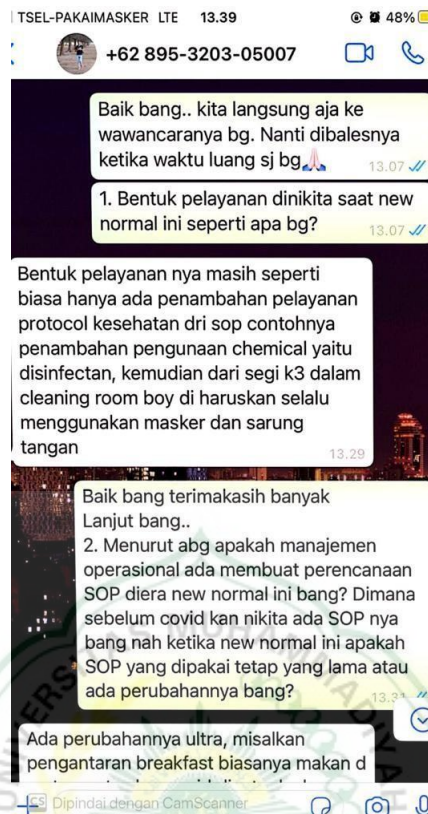 TSEL-PAKAIMASKER LTE 13.39 48%
+62 895-3203-05007
Baik bang.. kita langsung aja ke
wawancaranya bg. Nanti dibalesnya
ketika waktu luang sj bg🙏🏻 13.07
1. Bentuk pelayanan dinikita saat new
normal ini seperti apa bg? 13.07
Bentuk pelayanan nya masih seperti
biasa hanya ada penambahan pelayanan
protocol kesehatan dri sop contohnya
penambahan pengunaan chemical yaitu
disinfectan, kemudian dari segi k3 dalam
cleaning room boy di haruskan selalu
menggunakan masker dan sarung
tangan 13.29
Baik bang terimakasih banyak
Lanjut bang..
2. Menurut abg apakah manajemen
operasional ada membuat perencanaan
SOP diera new normal ini bang? Dimana
sebelum covid kan nikita ada SOP nya
bang nah ketika new normal ini apakah
SOP yang dipakai tetap yang lama atau
ada perubahannya bang? 13.31
Ada perubahannya ultra, misalkan
pengantaran breakfast biasanya makan d
CS Dipindai dengan CamScanner